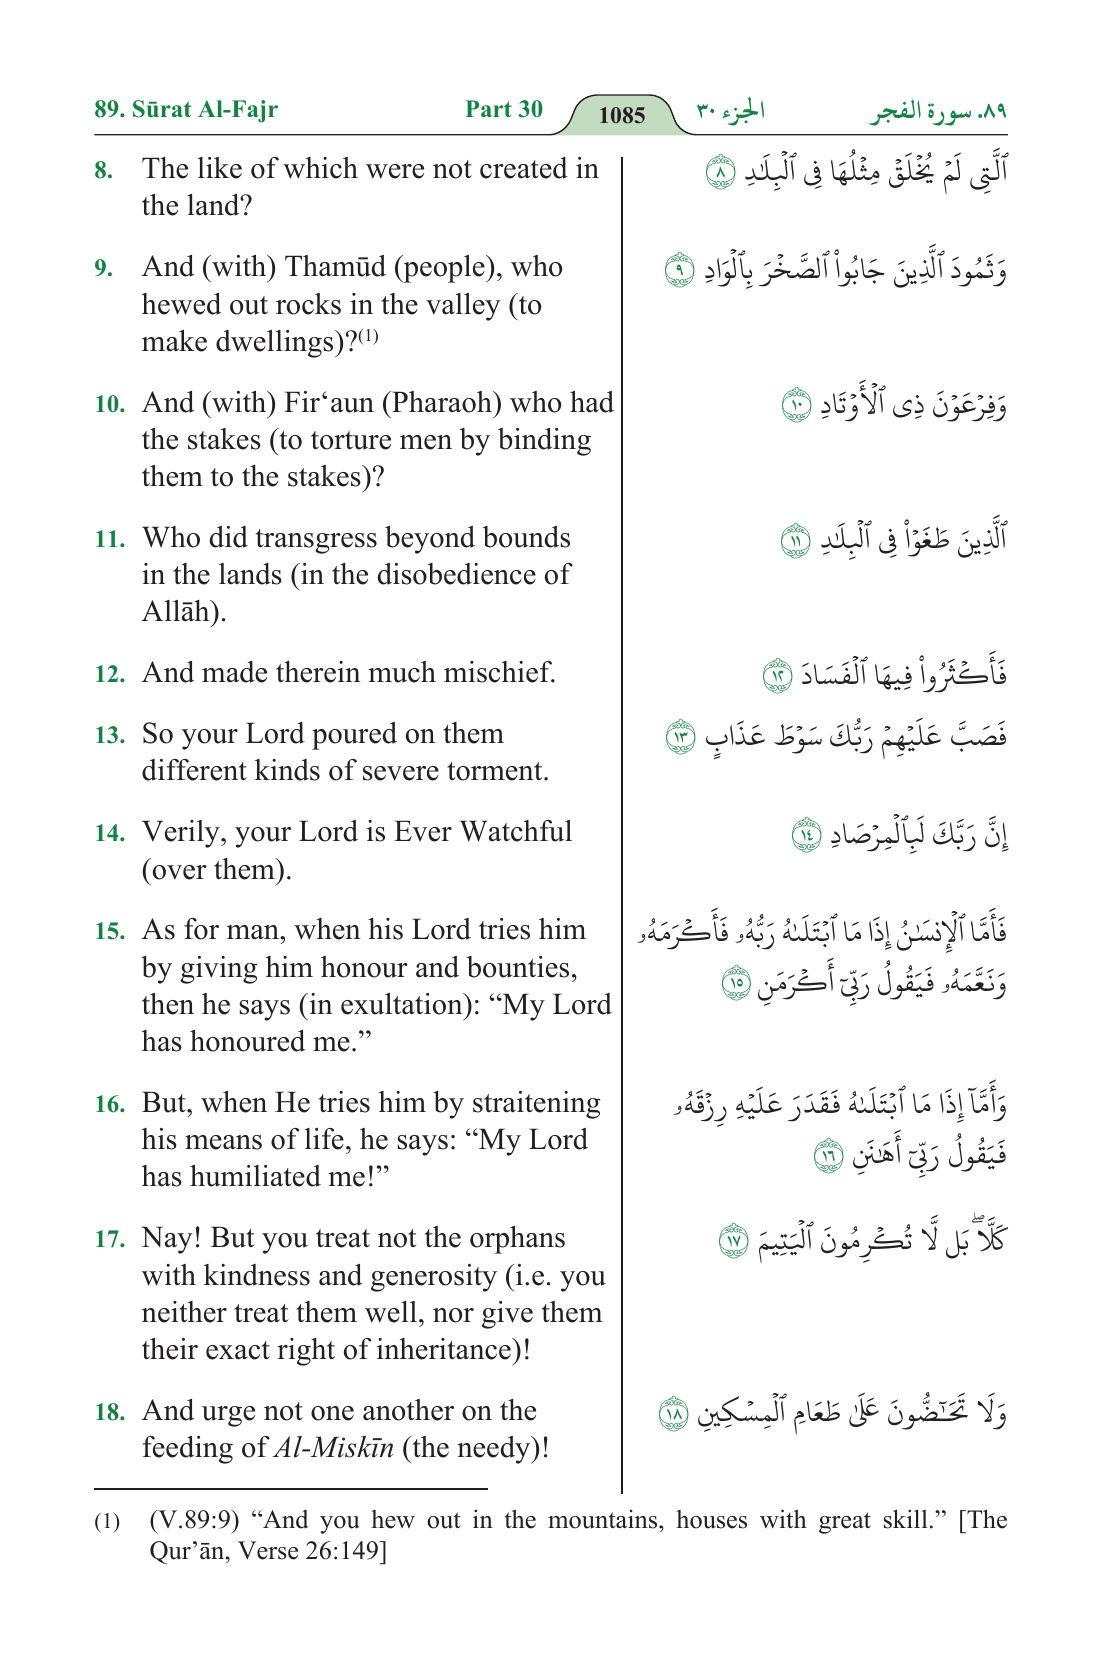 89. Sūrat Al-Fajr Part 30 1085 الجزء ٣٠ ٨٩. سورة الفجر
8. The like of which were not created in
the land?
ٱلَّتِى لَمۡ يُخۡلَقۡ مِثۡلُهَا فِى ٱلۡبِلَـٰدِ ٨
9. And (with) Thamūd (people), who
hewed out rocks in the valley (to
make dwellings)?(1)
وَثَمُودَ ٱلَّذِينَ جَابُوا۟ ٱلصَّخۡرَ بِٱلۡوَادِ ٩
10. And (with) Fir‘aun (Pharaoh) who had
the stakes (to torture men by binding
them to the stakes)?
وَفِرۡعَوۡنَ ذِى ٱلۡأَوۡتَادِ ١٠
11. Who did transgress beyond bounds
in the lands (in the disobedience of
Allāh).
ٱلَّذِينَ طَغَوۡا۟ فِى ٱلۡبِلَـٰدِ ١١
12. And made therein much mischief.
فَأَكۡثَرُوا۟ فِيهَا ٱلۡفَسَادَ ١٢
13. So your Lord poured on them
different kinds of severe torment.
فَصَبَّ عَلَيۡهِمۡ رَبُّكَ سَوۡطَ عَذَابٍ ١٣
14. Verily, your Lord is Ever Watchful
(over them).
إِنَّ رَبَّكَ لَبِٱلۡمِرۡصَادِ ١٤
15. As for man, when his Lord tries him
by giving him honour and bounties,
then he says (in exultation): “My Lord
has honoured me.”
فَأَمَّا ٱلۡإِنسَـٰنُ إِذَا مَا ٱبۡتَلَىٰهُ رَبُّهُۥ فَأَكۡرَمَهُۥ
وَنَعَّمَهُۥ فَيَقُولُ رَبِّىٓ أَكۡرَمَنِ ١٥
16. But, when He tries him by straitening
his means of life, he says: “My Lord
has humiliated me!”
وَأَمَّآ إِذَا مَا ٱبۡتَلَىٰهُ فَقَدَرَ عَلَيۡهِ رِزۡقَهُۥ
فَيَقُولُ رَبِّىٓ أَهَـٰنَنِ ١٦
17. Nay! But you treat not the orphans
with kindness and generosity (i.e. you
neither treat them well, nor give them
their exact right of inheritance)!
كَلَّاۖ بَل لَّا تُكۡرِمُونَ ٱلۡيَتِيمَ ١٧
18. And urge not one another on the
feeding of Al-Miskīn (the needy)!
وَلَا تَحَـٰٓضُّونَ عَلَىٰ طَعَامِ ٱلۡمِسۡكِينِ ١٨
(1) (V.89:9) “And you hew out in the mountains, houses with great skill.” [The
Qur’ān, Verse 26:149]